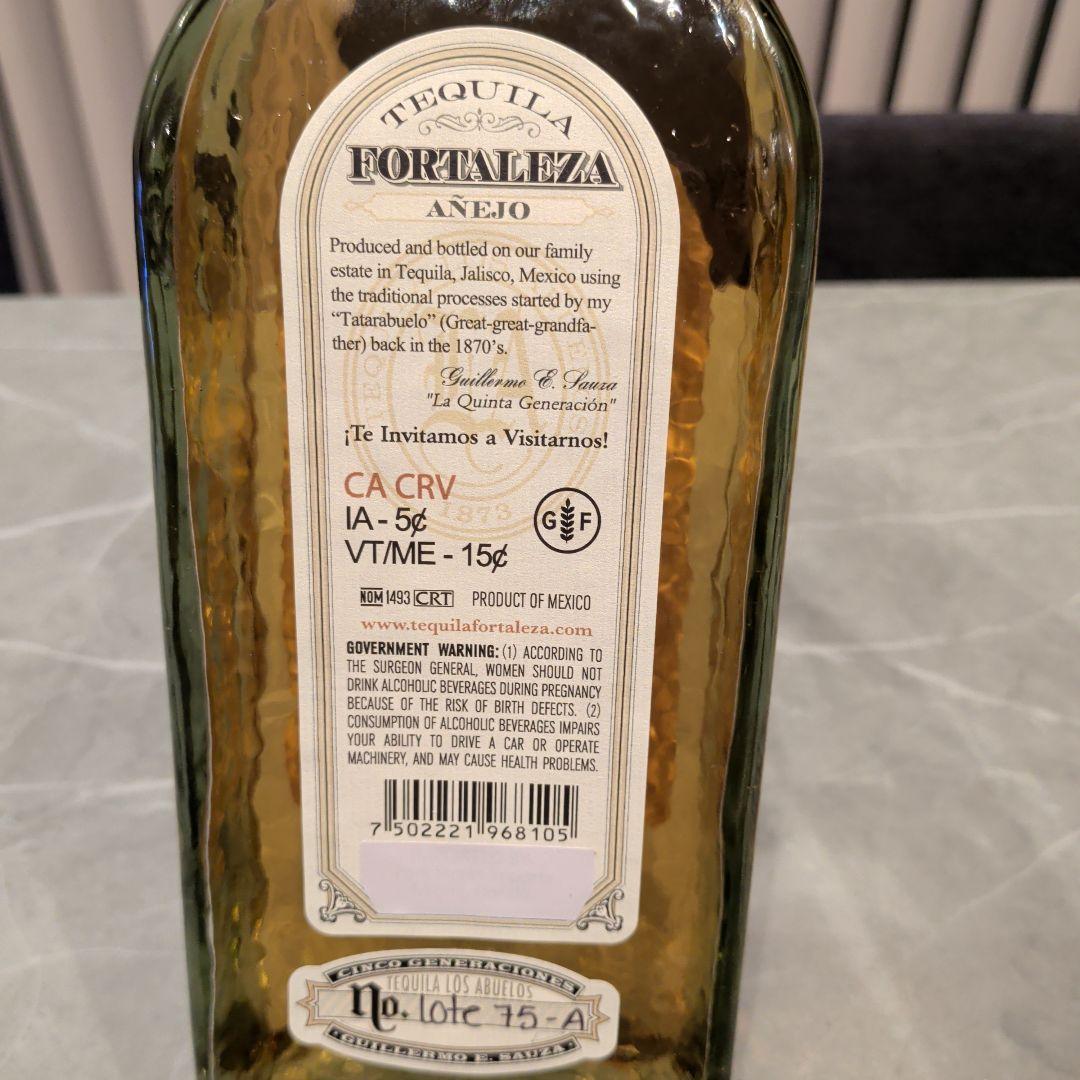 TEQUILA
FORTALEZA
AÑEJO
Produced and bottled on our family
estate in Tequila, Jalisco, Mexico using
the traditional processes started by my
“Tatarabuelo” (Great-great-grandfa-
ther) back in the 1870’s.
Guillermo E. Sauza
"La Quinta Generación"
¡Te Invitamos a Visitarnos!
CA CRV
IA - 5¢
VT/ME - 15¢
G F
1873
NOM 1493 CRT PRODUCT OF MEXICO
www.tequilafortaleza.com
GOVERNMENT WARNING: (1) ACCORDING TO
THE SURGEON GENERAL, WOMEN SHOULD NOT
DRINK ALCOHOLIC BEVERAGES DURING PREGNANCY
BECAUSE OF THE RISK OF BIRTH DEFECTS. (2)
CONSUMPTION OF ALCOHOLIC BEVERAGES IMPAIRS
YOUR ABILITY TO DRIVE A CAR OR OPERATE
MACHINERY, AND MAY CAUSE HEALTH PROBLEMS.
7 502221 968105
CINCO GENERACIONES
TEQUILA LOS ABUELOS
No. lote 75-A
GUILLERMO E. SAUZA